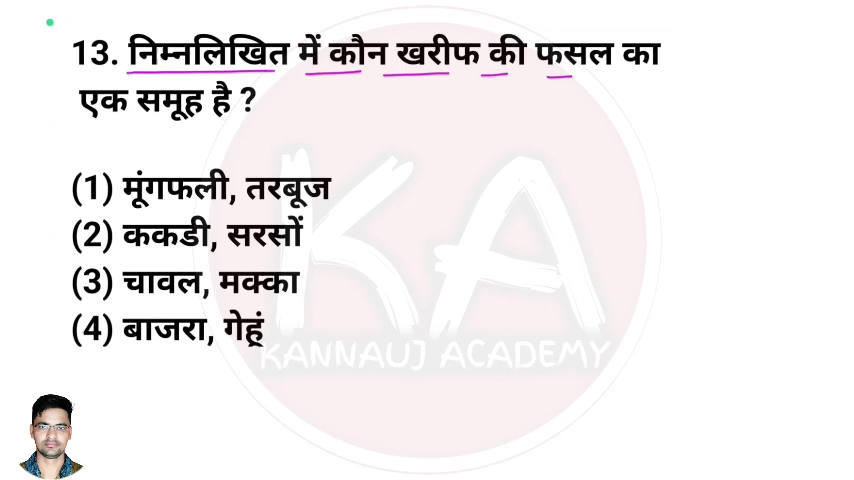 13. निम्नलिखित में कौन खरीफ की फसल का
एक समूह है ?
(1) मूंगफली, तरबूज
(2) ककडी, सरसों
(3) चावल, मक्का
(4) बाजरा, गेहूं
KA
KANNAUJ ACADEMY